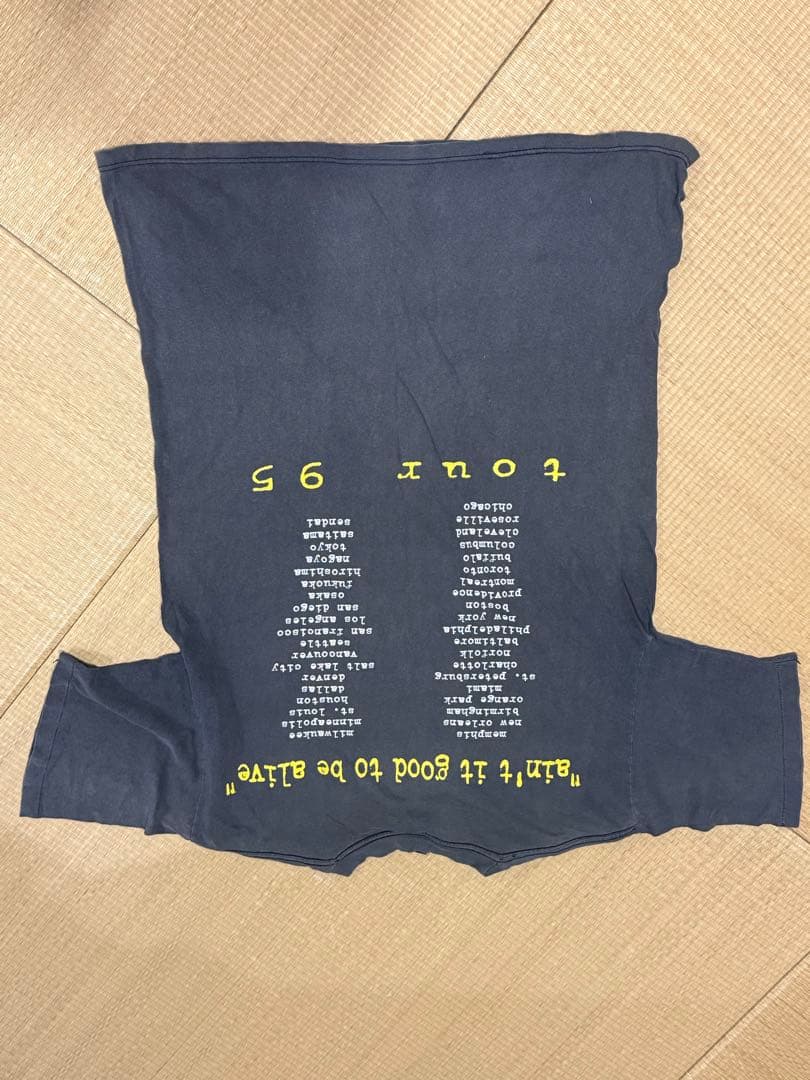 "ain't it good to be alive"
memphis
new orleans
birmingham
orange park
miami
st. petersburg
charlotte
norfolk
baltimore
philadelphia
new york
boston
providence
montreal
toronto
buffalo
columbus
cleveland
roseville
chicago
milwaukee
minneapolis
st. louis
houston
dallas
denver
salt lake city
vancouver
seattle
san francisco
los angeles
san diego
osaka
fukuoka
hiroshima
nagoya
tokyo
saitama
sendai
tour 95